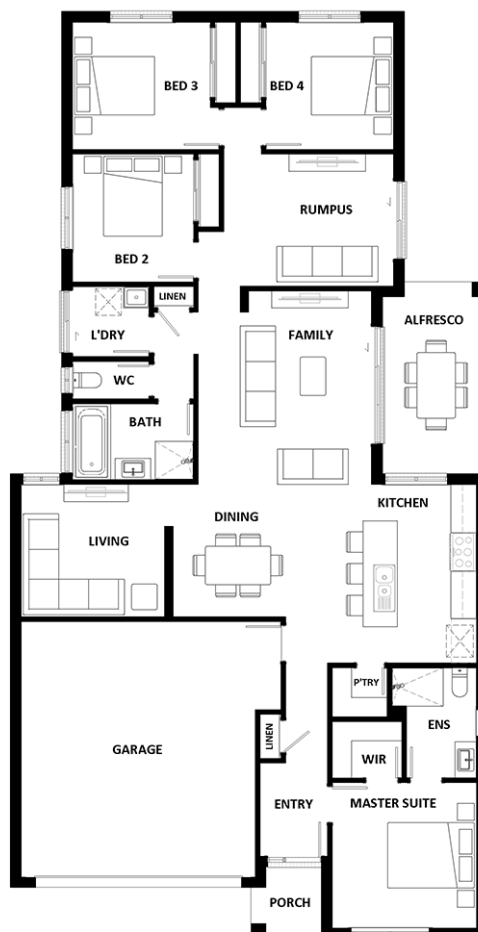 BED 3
BED 4
RUMPUS
BED 2
LINEN
L'DRY
FAMILY
ALFRESCO
WC
BATH
KITCHEN
DINING
LIVING
P'TRY
ENS
LINEN
GARAGE
WIR
ENTRY
MASTER SUITE
PORCH